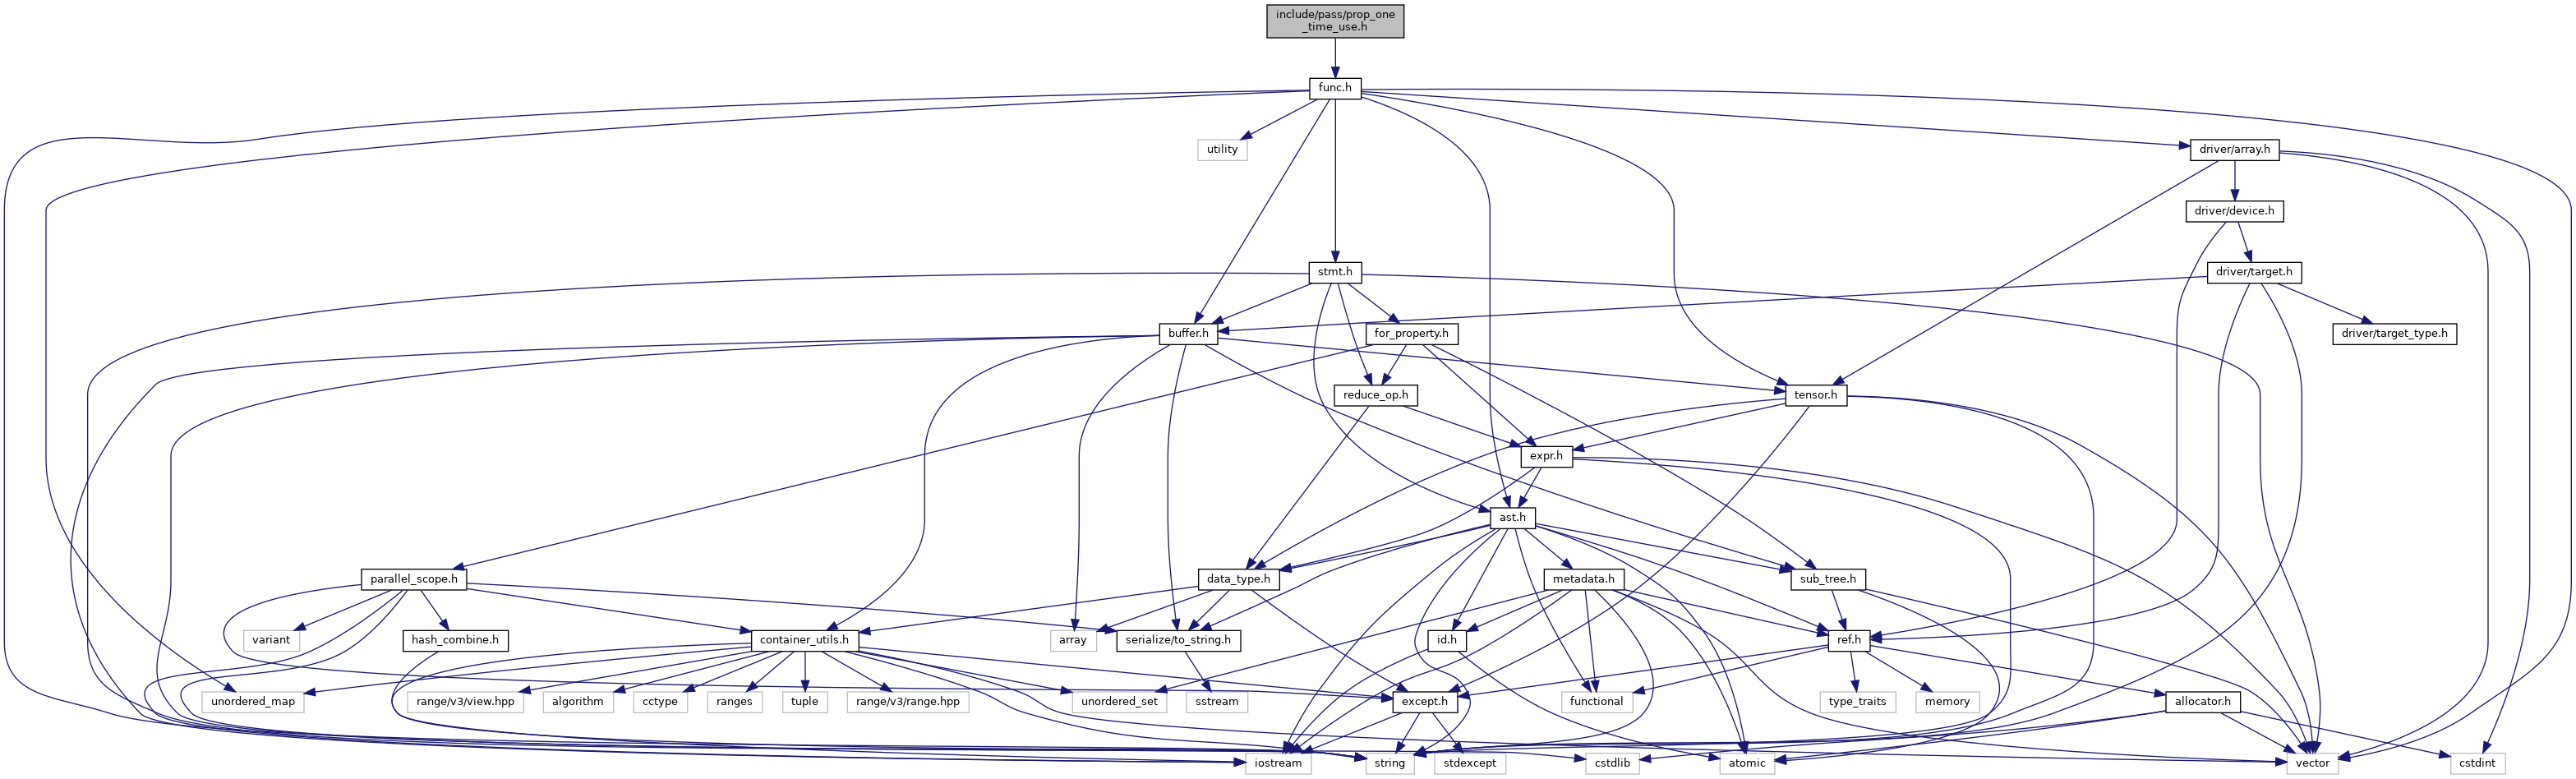 include/pass/prop_one
_time_use.h
func.h
utility
driver/array.h
driver/device.h
stmt.h
driver/target.h
buffer.h
for_property.h
driver/target_type.h
reduce_op.h
tensor.h
expr.h
ast.h
parallel_scope.h
data_type.h
metadata.h
sub_tree.h
variant
hash_combine.h
container_utils.h
array
serialize/to_string.h
id.h
ref.h
unordered_map
range/v3/view.hpp
algorithm
cctype
ranges
tuple
range/v3/range.hpp
unordered_set
except.h
sstream
functional
type_traits
memory
allocator.h
iostream
string
stdexcept
cstdlib
atomic
vector
cstdint